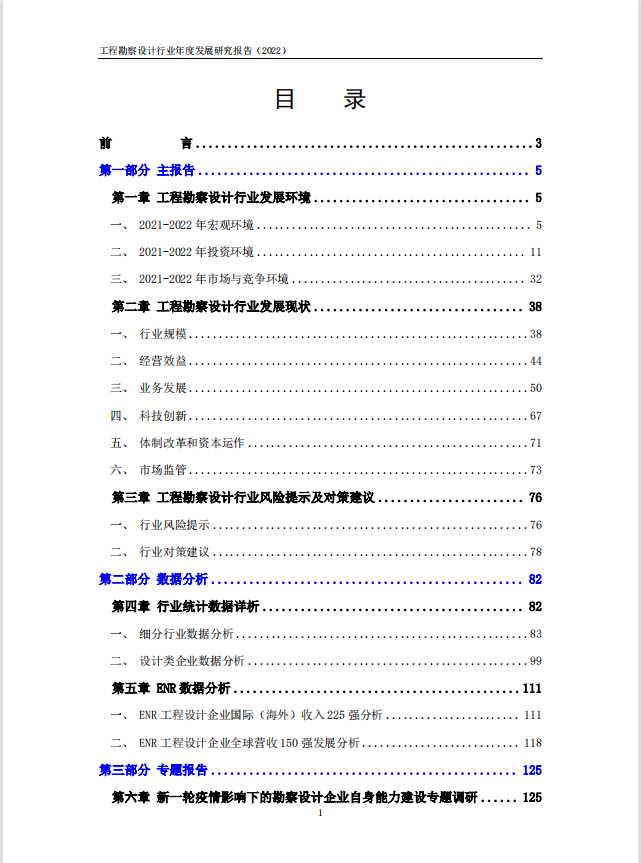 工程勘察设计行业年度发展研究报告（2022）
目 录
前 言 3
第一部分 主报告 5
第一章 工程勘察设计行业发展环境 5
一、 2021-2022 年宏观环境 5
二、 2021-2022 年投资环境 11
三、 2021-2022 年市场与竞争环境 32
第二章 工程勘察设计行业发展现状 38
一、 行业规模 38
二、 经营效益 44
三、 业务发展 50
四、 科技创新 67
五、 体制改革和资本运作 71
六、 市场监管 73
第三章 工程勘察设计行业风险提示及对策建议 76
一、 行业风险提示 76
二、 行业对策建议 78
第二部分 数据分析 82
第四章 行业统计数据详析 82
一、 细分行业数据分析 83
二、 设计类企业数据分析 99
第五章 ENR 数据分析 111
一、 ENR 工程设计企业国际（海外）收入 225 强分析 111
二、 ENR 工程设计企业全球营收 150 强发展分析 118
第三部分 专题报告 125
第六章 新一轮疫情影响下的勘察设计企业自身能力建设专题调研 125
1